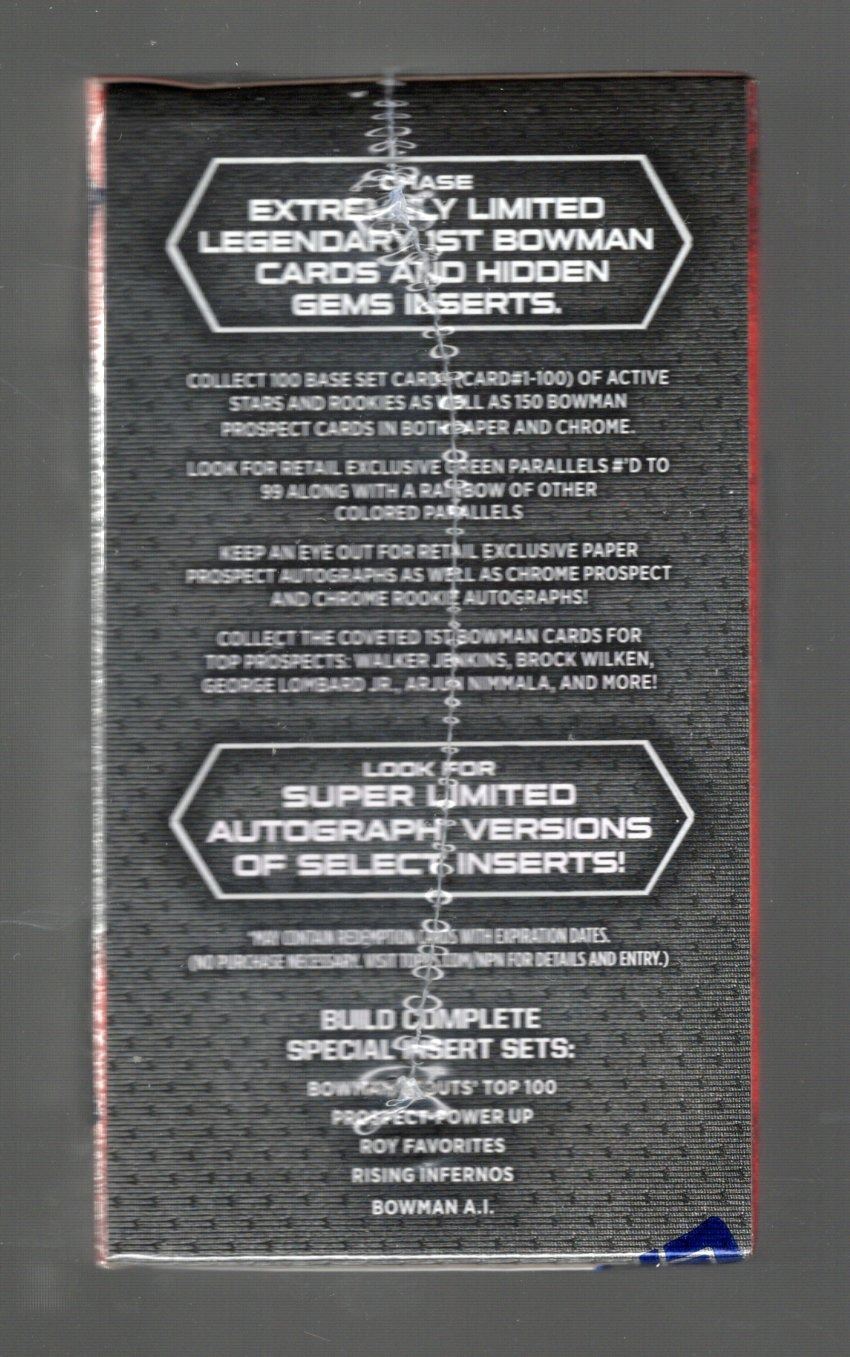 CHASE
EXTREMELY LIMITED
LEGENDARY 1ST BOWMAN
CARDS AND HIDDEN
GEMS INSERTS.
COLLECT 100 BASE SET CARDS (CARD#1-100) OF ACTIVE
STARS AND ROOKIES AS WELL AS 150 BOWMAN
PROSPECT CARDS IN BOTH PAPER AND CHROME.
LOOK FOR RETAIL EXCLUSIVE GREEN PARALLELS #'D TO
99 ALONG WITH A RAINBOW OF OTHER
COLORED PARALLELS
KEEP AN EYE OUT FOR RETAIL EXCLUSIVE PAPER
PROSPECT AUTOGRAPHS AS WELL AS CHROME PROSPECT
AND CHROME ROOKIE AUTOGRAPHS!
COLLECT THE COVETED 1ST BOWMAN CARDS FOR
TOP PROSPECTS: WALKER JENKINS, BROCK WILKEN,
GEORGE LOMBARD JR., ARJUN NIMMALA, AND MORE!
LOOK FOR
SUPER LIMITED
AUTOGRAPH VERSIONS
OF SELECT INSERTS!
*MAY CONTAIN REDEMPTION CARDS WITH EXPIRATION DATES.
(NO PURCHASE NECESSARY. VISIT TOPPS.COM/NPN FOR DETAILS AND ENTRY.)
BUILD COMPLETE
SPECIAL INSERT SETS:
BOWMAN SCOUTS' TOP 100
PROSPECT POWER UP
ROY FAVORITES
RISING INFERNOS
BOWMAN A.I.